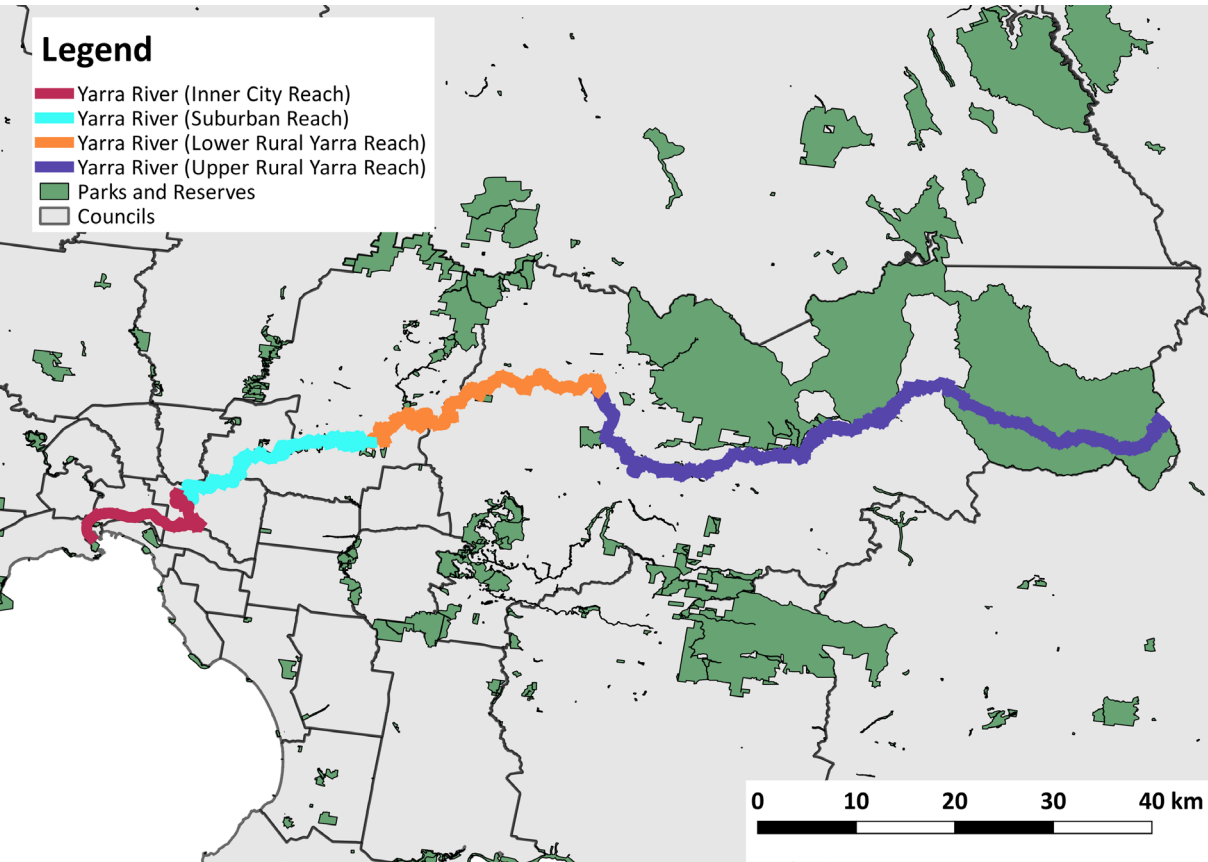 Legend
Yarra River (Inner City Reach)
Yarra River (Suburban Reach)
Yarra River (Lower Rural Yarra Reach)
Yarra River (Upper Rural Yarra Reach)
Parks and Reserves
Councils
0 10 20 30 40 km